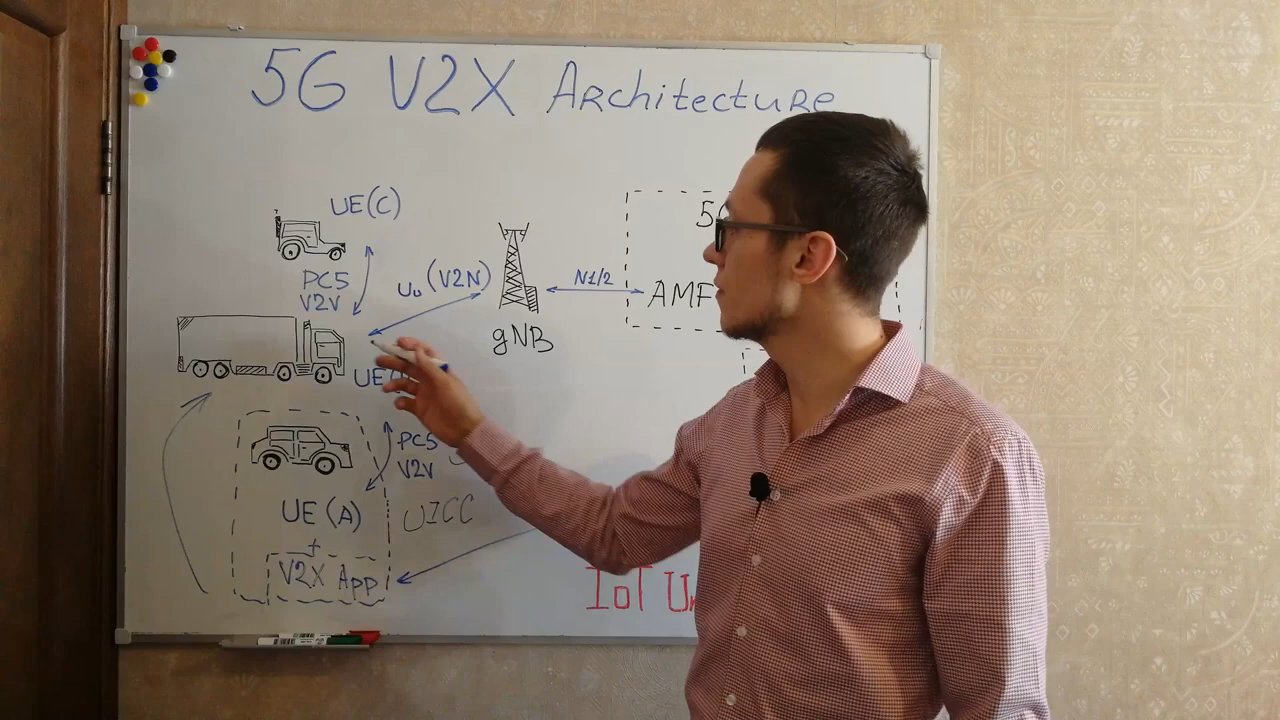 5G V2X Architecture
UE(C)
PC5
V2V
Uu (V2N)
gNB
N1/2
AMF
PC5
V2V
UICC
UE (A)
+
V2X App
IoT